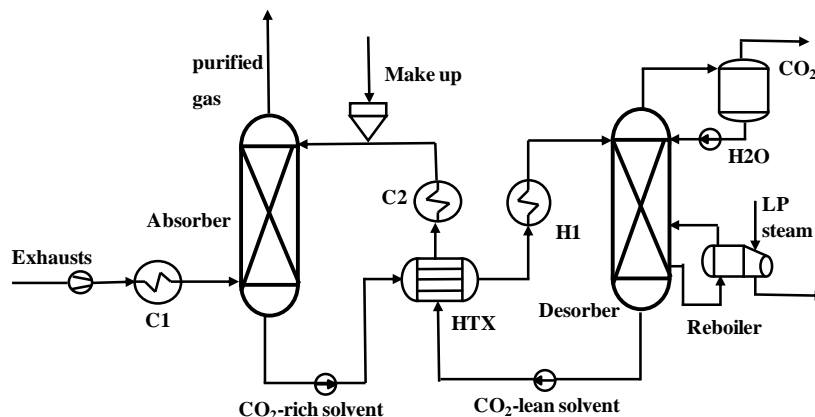 purified
gas
Make up
CO₂
H2O
C2
H1
LP
steam
Absorber
Exhausts
C1
HTX
Desorber
Reboiler
CO₂-rich solvent
CO₂-lean solvent